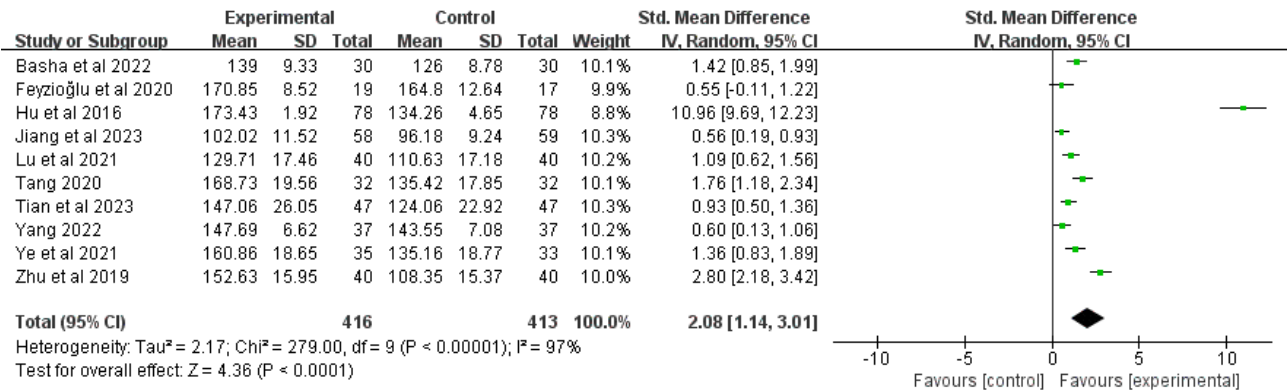 Experimental Control Std. Mean Difference Std. Mean Difference
Study or Subgroup Mean SD Total Mean SD Total Weight IV, Random, 95% CI IV, Random, 95% CI
Basha et al 2022 139 9.33 30 126 8.78 30 10.1% 1.42 [0.85, 1.99]
Feyzioğlu et al 2020 170.85 8.52 19 164.8 12.64 17 9.9% 0.55 [-0.11, 1.22]
Hu et al 2016 173.43 1.92 78 134.26 4.65 78 8.8% 10.96 [9.69, 12.23]
Jiang et al 2023 102.02 11.52 58 96.18 9.24 59 10.3% 0.56 [0.19, 0.93]
Lu et al 2021 129.71 17.46 40 110.63 17.18 40 10.2% 1.09 [0.62, 1.56]
Tang 2020 168.73 19.56 32 135.42 17.85 32 10.1% 1.76 [1.18, 2.34]
Tian et al 2023 147.06 26.05 47 124.06 22.92 47 10.3% 0.93 [0.50, 1.36]
Yang 2022 147.69 6.62 37 143.55 7.08 37 10.2% 0.60 [0.13, 1.06]
Ye et al 2021 160.86 18.65 35 135.16 18.77 33 10.1% 1.36 [0.83, 1.89]
Zhu et al 2019 152.63 15.95 40 108.35 15.37 40 10.0% 2.80 [2.18, 3.42]
Total (95% CI) 416 413 100.0% 2.08 [1.14, 3.01]
Heterogeneity: Tau² = 2.17; Chi² = 279.00, df = 9 (P < 0.00001); I² = 97%
Test for overall effect: Z = 4.36 (P < 0.0001)
-10 -5 0 5 10
Favours [control] Favours [experimental]